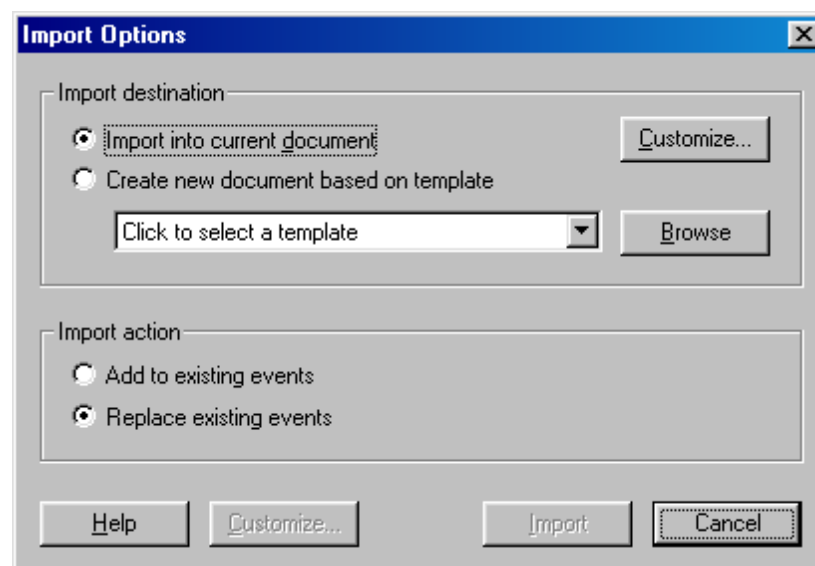 Import Options
Import destination
Import into current document
Customize...
Create new document based on template
Click to select a template
Browse
Import action
Add to existing events
Replace existing events
Help
Customize...
Import
Cancel